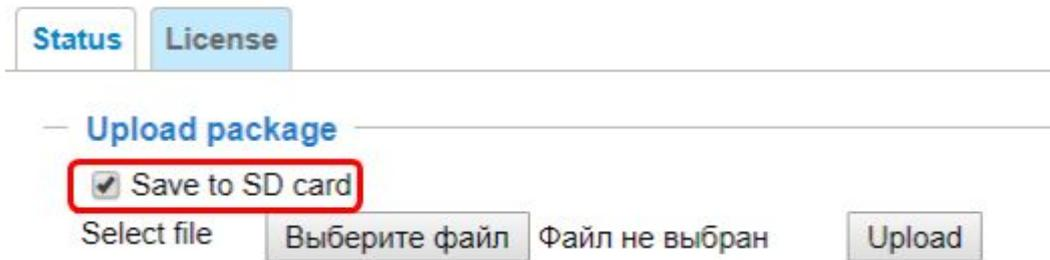 Status License
Upload package
Save to SD card
Select file Выберите файл Файл не выбран Upload